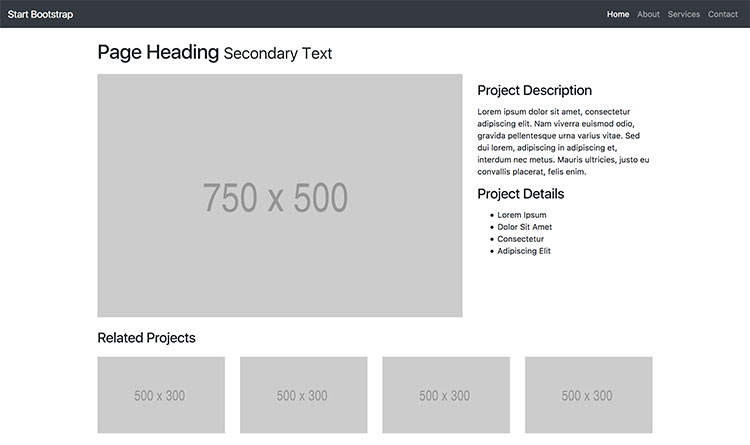 Start Bootstrap
Home About Services Contact
Page Heading Secondary Text
750 x 500
Project Description
Lorem ipsum dolor sit amet, consectetur
adipiscing elit. Nam viverra euismod odio,
gravida pellentesque urna varius vitae. Sed
dui lorem, adipiscing in adipiscing et,
interdum nec metus. Mauris ultricies, justo eu
convallis placerat, felis enim.
Project Details
Lorem Ipsum
Dolor Sit Amet
Consectetur
Adipiscing Elit
Related Projects
500 x 300
500 x 300
500 x 300
500 x 300